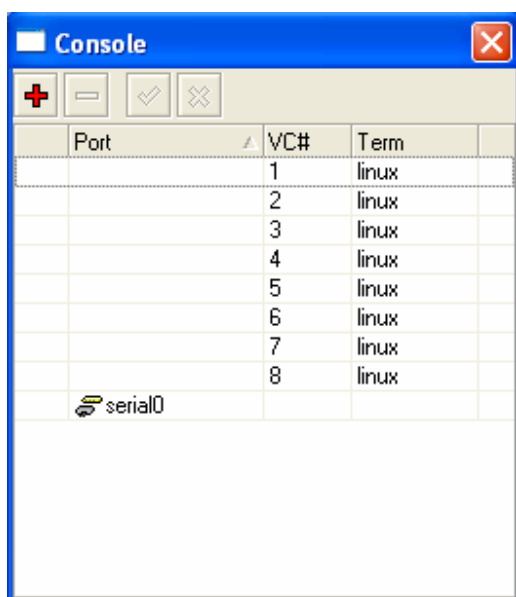 Console
Port VC# Term
1 linux
2 linux
3 linux
4 linux
5 linux
6 linux
7 linux
8 linux
serial0